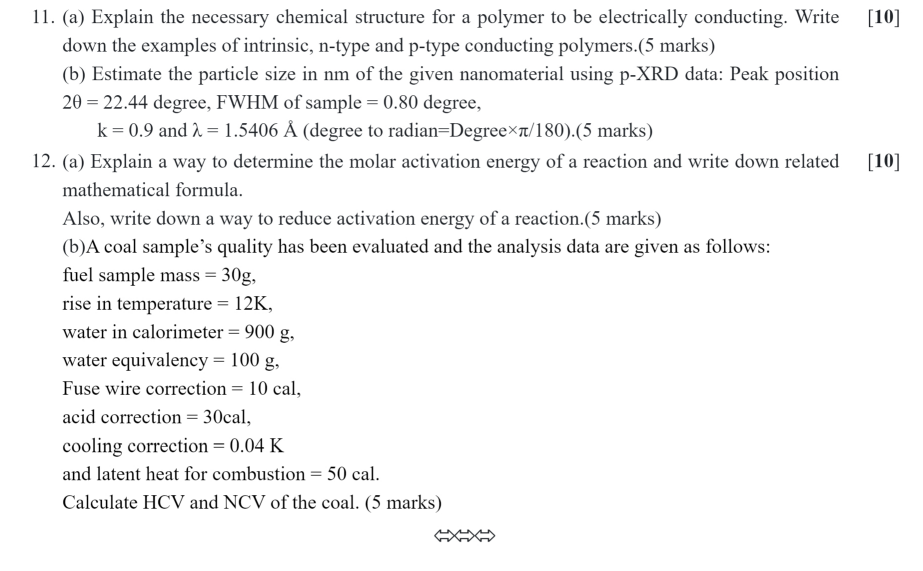 11. (a) Explain the necessary chemical structure for a polymer to be electrically conducting. Write [10]
down the examples of intrinsic, n-type and p-type conducting polymers.(5 marks)
(b) Estimate the particle size in nm of the given nanomaterial using p-XRD data: Peak position
2θ = 22.44 degree, FWHM of sample = 0.80 degree,
k = 0.9 and λ = 1.5406 Å (degree to radian=Degree×π/180).(5 marks)
12. (a) Explain a way to determine the molar activation energy of a reaction and write down related [10]
mathematical formula.
Also, write down a way to reduce activation energy of a reaction.(5 marks)
(b)A coal sample’s quality has been evaluated and the analysis data are given as follows:
fuel sample mass = 30g,
rise in temperature = 12K,
water in calorimeter = 900 g,
water equivalency = 100 g,
Fuse wire correction = 10 cal,
acid correction = 30cal,
cooling correction = 0.04 K
and latent heat for combustion = 50 cal.
Calculate HCV and NCV of the coal. (5 marks)
⇔⇔⇔